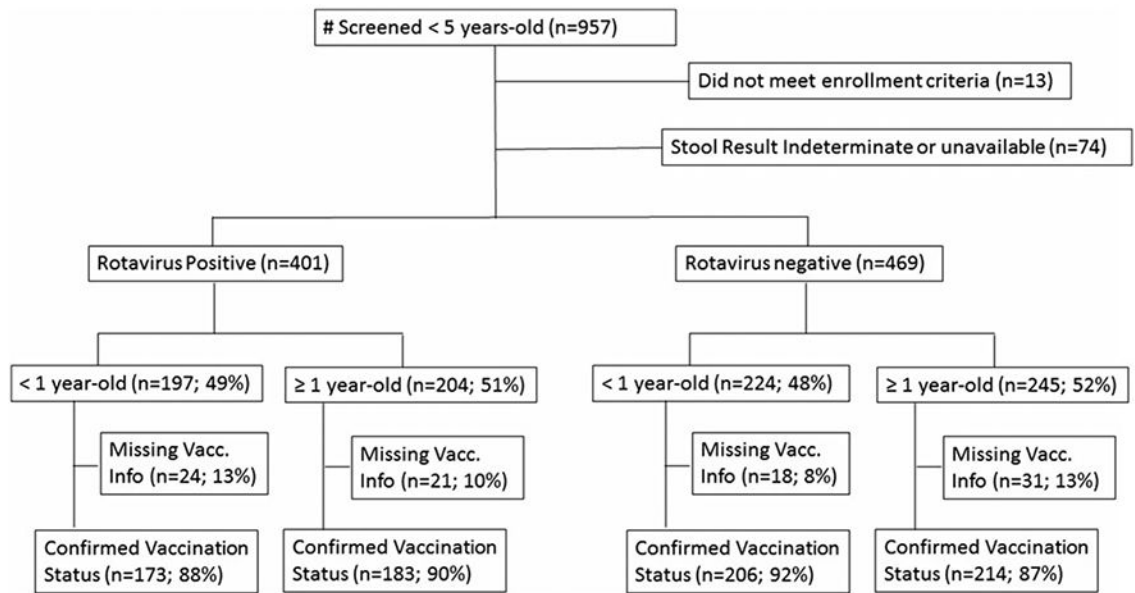 # Screened < 5 years-old (n=957)
Did not meet enrollment criteria (n=13)
Stool Result Indeterminate or unavailable (n=74)
Rotavirus Positive (n=401)
Rotavirus negative (n=469)
< 1 year-old (n=197; 49%)
≥ 1 year-old (n=204; 51%)
< 1 year-old (n=224; 48%)
≥ 1 year-old (n=245; 52%)
Missing Vacc.
Info (n=24; 13%)
Missing Vacc.
Info (n=21; 10%)
Missing Vacc.
Info (n=18; 8%)
Missing Vacc.
Info (n=31; 13%)
Confirmed Vaccination
Status (n=173; 88%)
Confirmed Vaccination
Status (n=183; 90%)
Confirmed Vaccination
Status (n=206; 92%)
Confirmed Vaccination
Status (n=214; 87%)